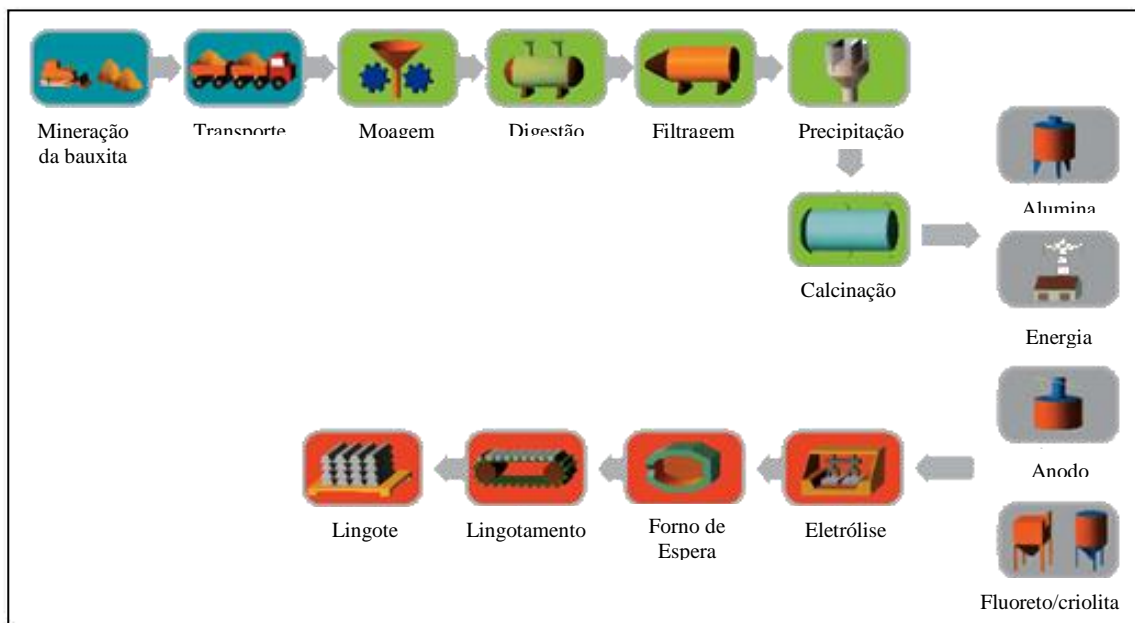 Mineração
da bauxita
Transporte
Moagem
Digestão
Filtragem
Precipitação
Alumina
Calcinação
Energia
Anodo
Lingote
Lingotamento
Forno de
Espera
Eletrólise
Fluoreto/criolita